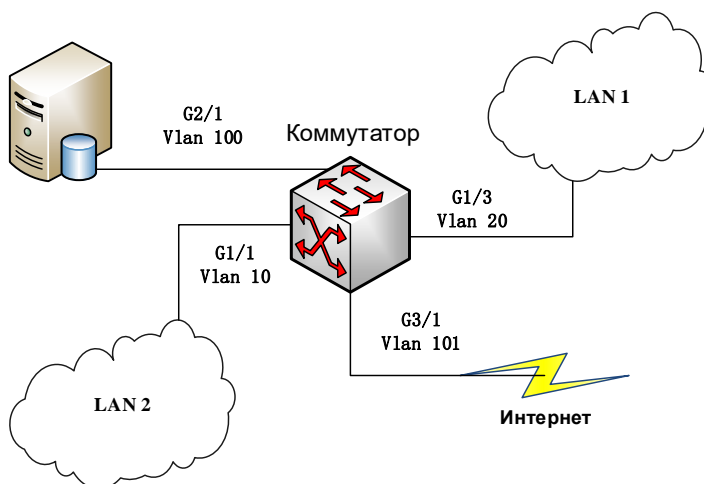 LAN 1
G2/1
Vlan 100
Коммутатор
G1/3
Vlan 20
G1/1
Vlan 10
G3/1
Vlan 101
LAN 2
Интернет